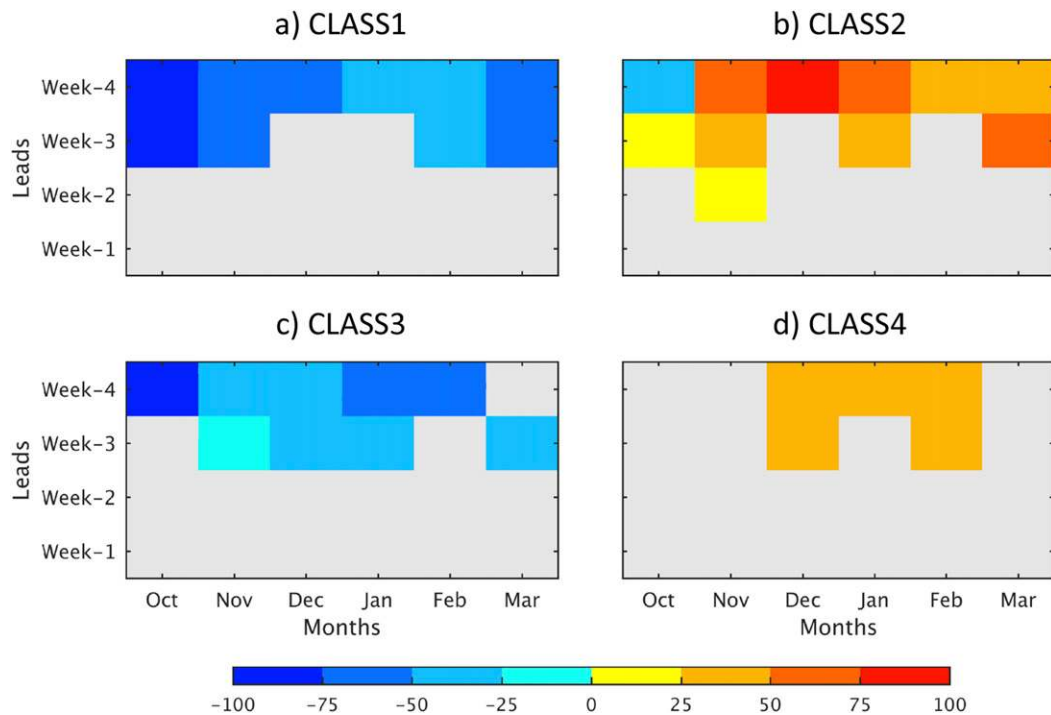 a) CLASS1
b) CLASS2
Leads
Week-4
Week-3
Week-2
Week-1
c) CLASS3
d) CLASS4
Leads
Week-4
Week-3
Week-2
Week-1
Oct Nov Dec Jan Feb Mar
Months
Oct Nov Dec Jan Feb Mar
Months
-100 -75 -50 -25 0 25 50 75 100